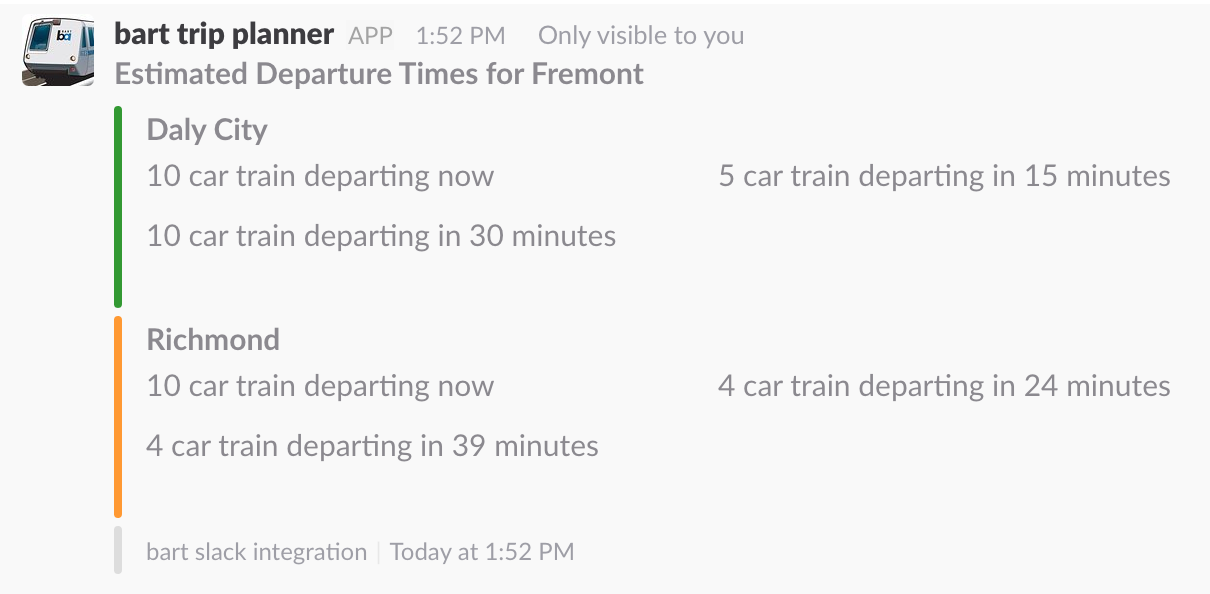 bart trip planner APP 1:52 PM Only visible to you
Estimated Departure Times for Fremont
Daly City
10 car train departing now 5 car train departing in 15 minutes
10 car train departing in 30 minutes
Richmond
10 car train departing now 4 car train departing in 24 minutes
4 car train departing in 39 minutes
bart slack integration | Today at 1:52 PM